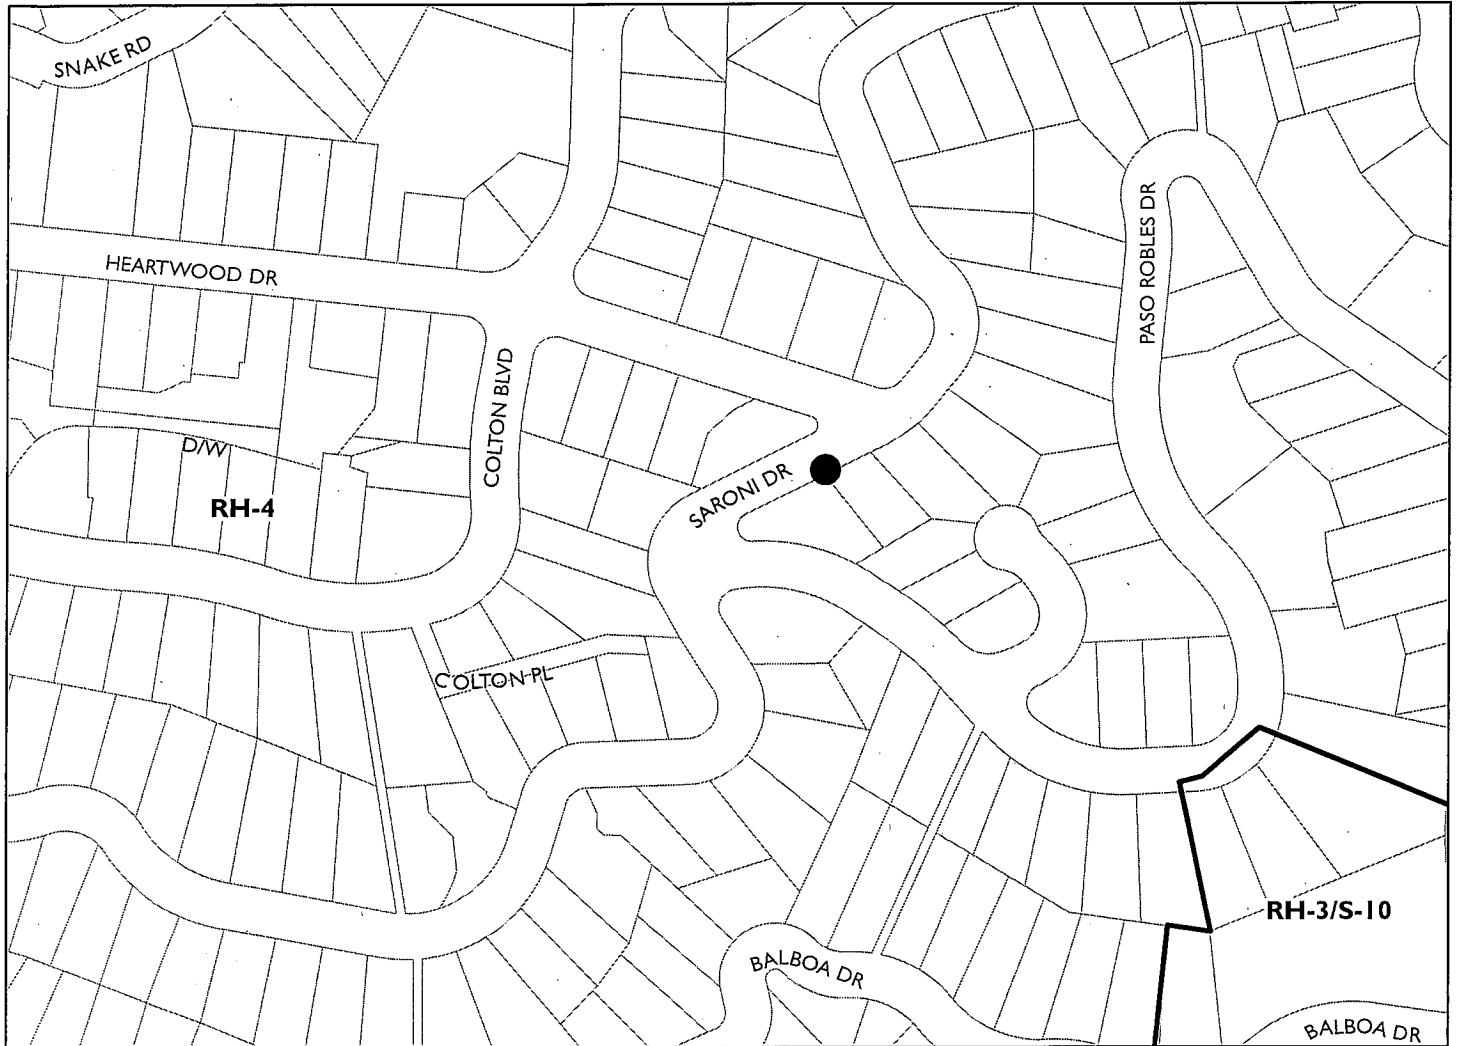 SNAKE RD
HEARTWOOD DR
PASO ROBLES DR
COLTON BLVD
D/W
SARONI DR
RH-4
COLTON PL
RH-3/S-10
BALBOA DR
BALBOA DR